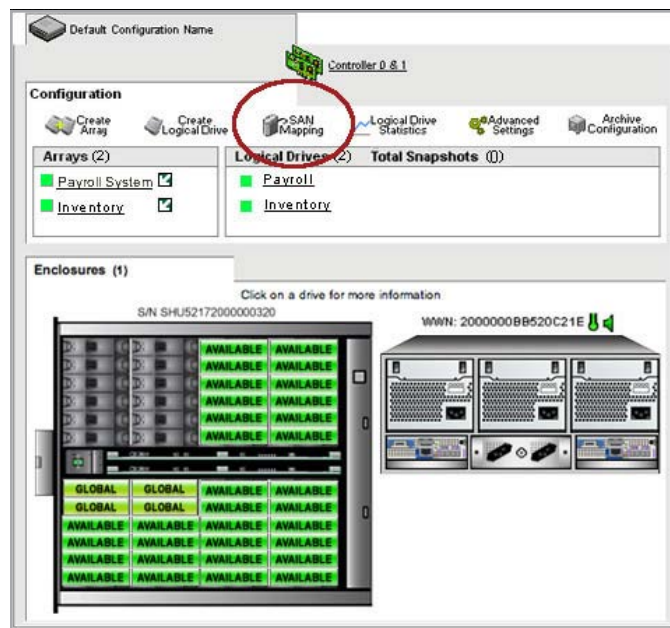 Default Configuration Name
Controller 0 & 1
Configuration
Create Array
Create Logical Drive
SAN Mapping
Logical Drive Statistics
Advanced Settings
Archive Configuration
Arrays (2)
Logical Drives (2) Total Snapshots (0)
Payroll System
Payroll
Inventory
Inventory
Enclosures (1)
Click on a drive for more information
S/N SHU52172000000320
WWN: 2000000BB520C21E
AVAILABLE AVAILABLE
AVAILABLE AVAILABLE
AVAILABLE AVAILABLE
AVAILABLE AVAILABLE
AVAILABLE AVAILABLE
AVAILABLE AVAILABLE
GLOBAL GLOBAL AVAILABLE AVAILABLE
GLOBAL GLOBAL AVAILABLE AVAILABLE
AVAILABLE AVAILABLE AVAILABLE AVAILABLE
AVAILABLE AVAILABLE AVAILABLE AVAILABLE
AVAILABLE AVAILABLE AVAILABLE AVAILABLE
AVAILABLE AVAILABLE AVAILABLE AVAILABLE